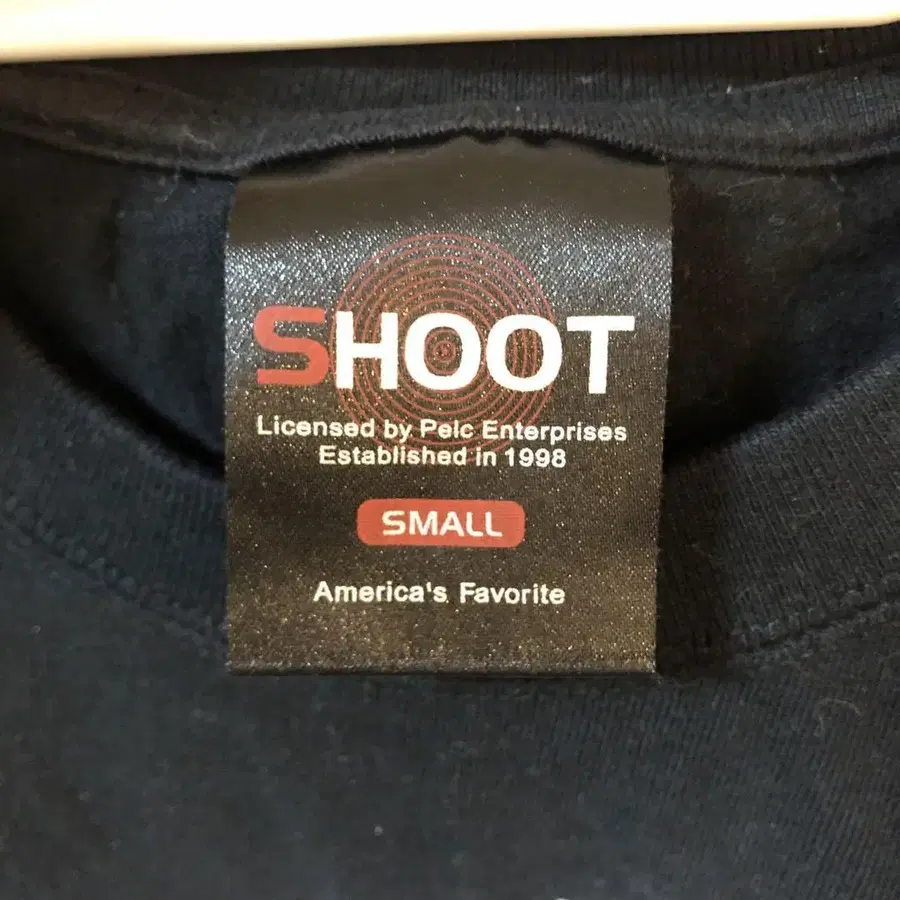 SHOOT
Licensed by Pelc Enterprises
Established in 1998
SMALL
America's Favorite